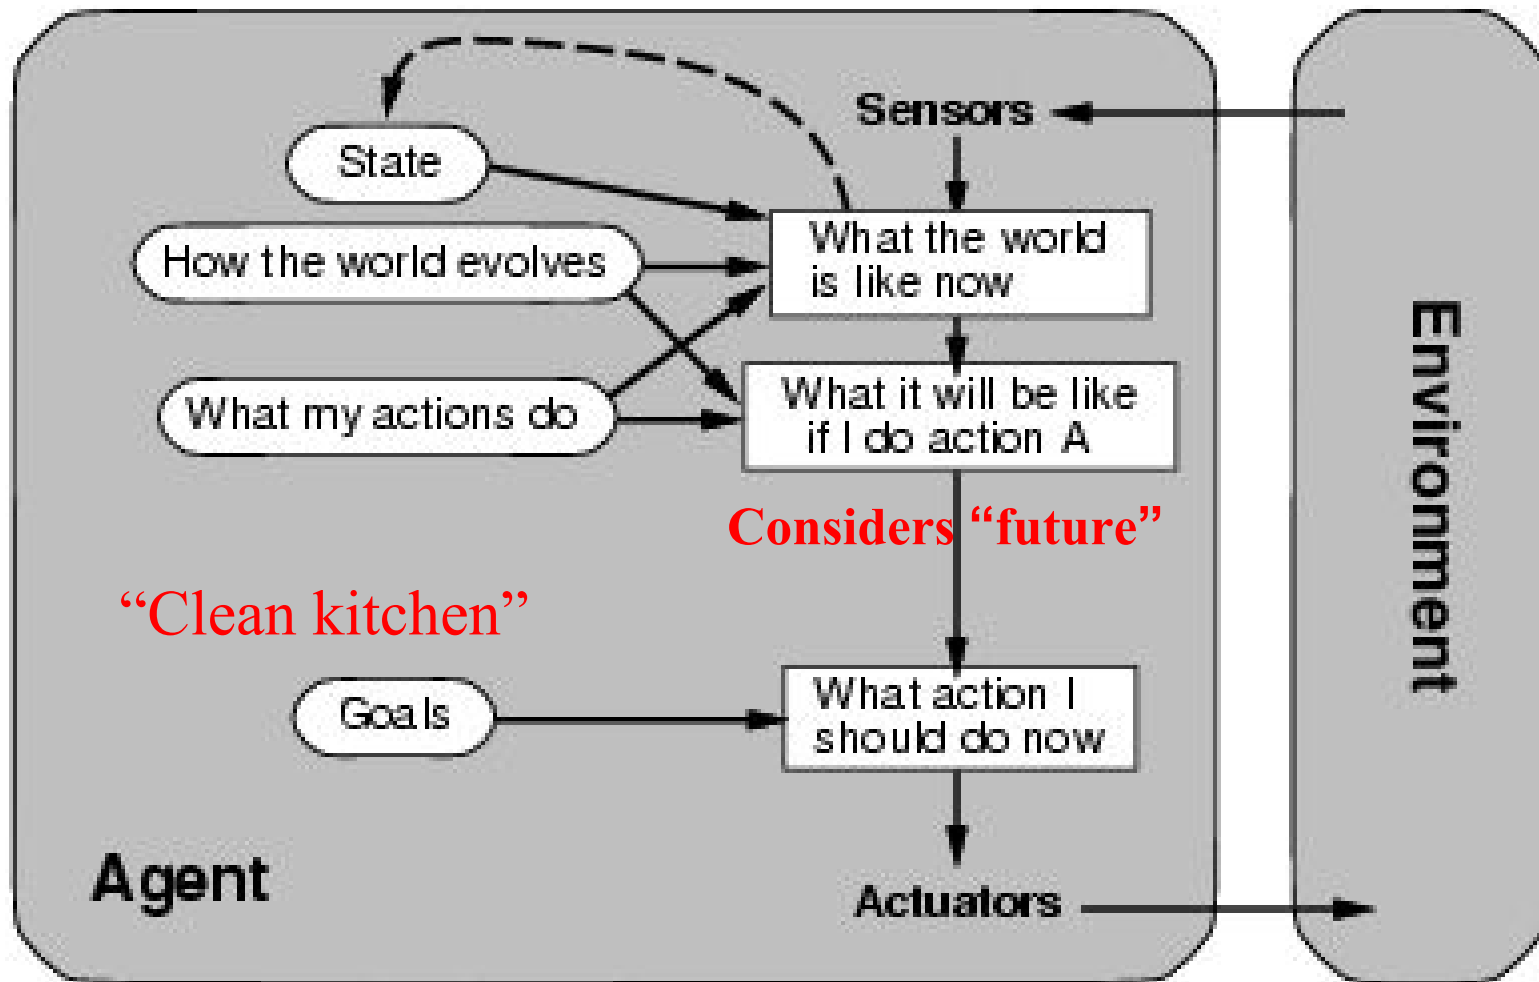 Sensors
State
What the world
is like now
How the world evolves
What my actions do
What it will be like
if I do action A
Considers “future”
“Clean kitchen”
Goals
What action I
should do now
Agent
Actuators
Environment